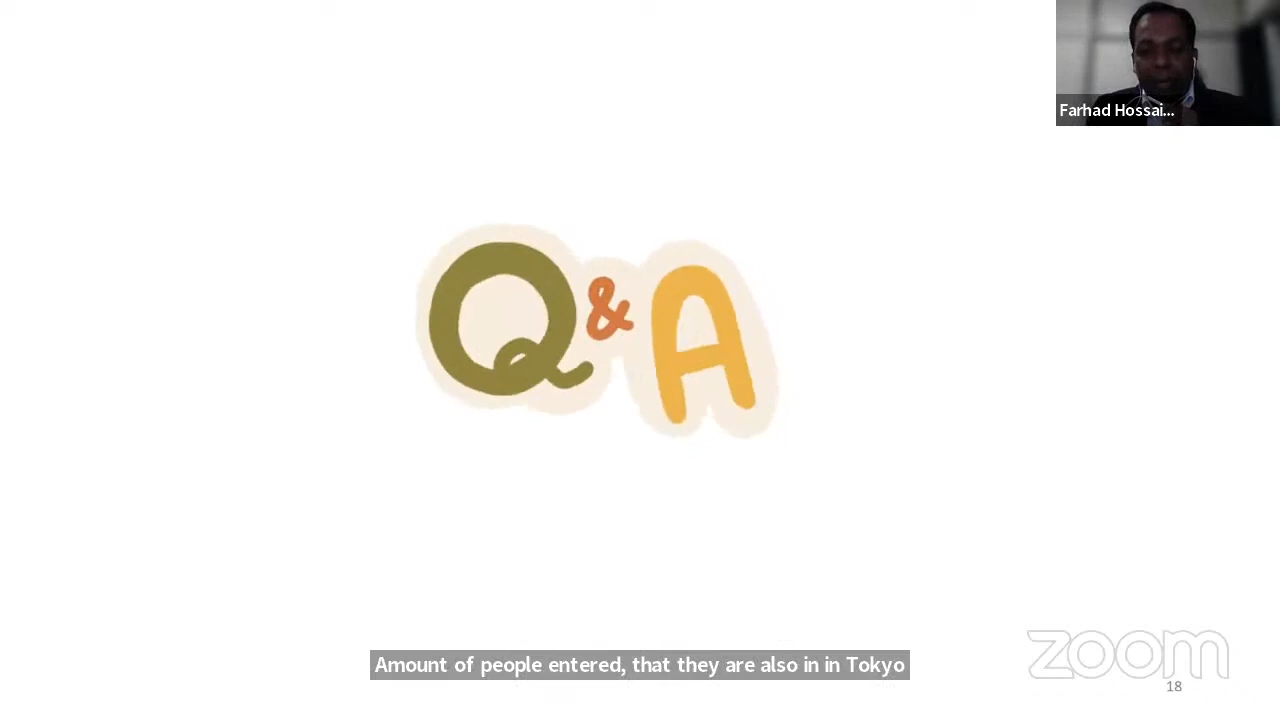 Farhad Hossai...
Q & A
Amount of people entered, that they are also in in Tokyo
zoom
18